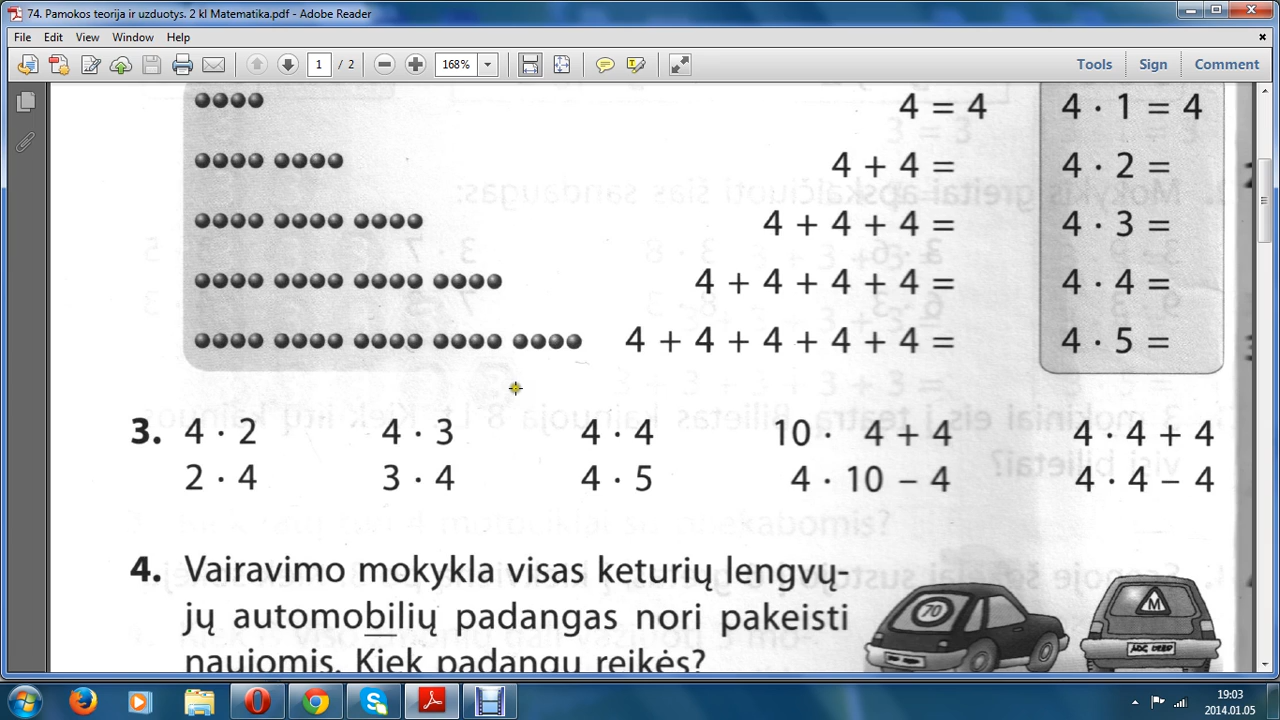 74. Pamokos teorija ir uzduotys. 2 kl Matematika.pdf - Adobe Reader
File Edit View Window Help
1 / 2 168% Tools Sign Comment
4 = 4 4 · 1 = 4
4 + 4 = 4 · 2 =
4 + 4 + 4 = 4 · 3 =
4 + 4 + 4 + 4 = 4 · 4 =
4 + 4 + 4 + 4 + 4 = 4 · 5 =
3. 4 · 2 4 · 3 4 · 4 10 · 4 + 4 4 · 4 + 4
2 · 4 3 · 4 4 · 5 4 · 10 – 4 4 · 4 – 4
4. Vairavimo mokykla visas keturių lengvų-
jų automobilių padangas nori pakeisti
naujomis. Kiek padangų reikės?
70
M
19:03
2014.01.05